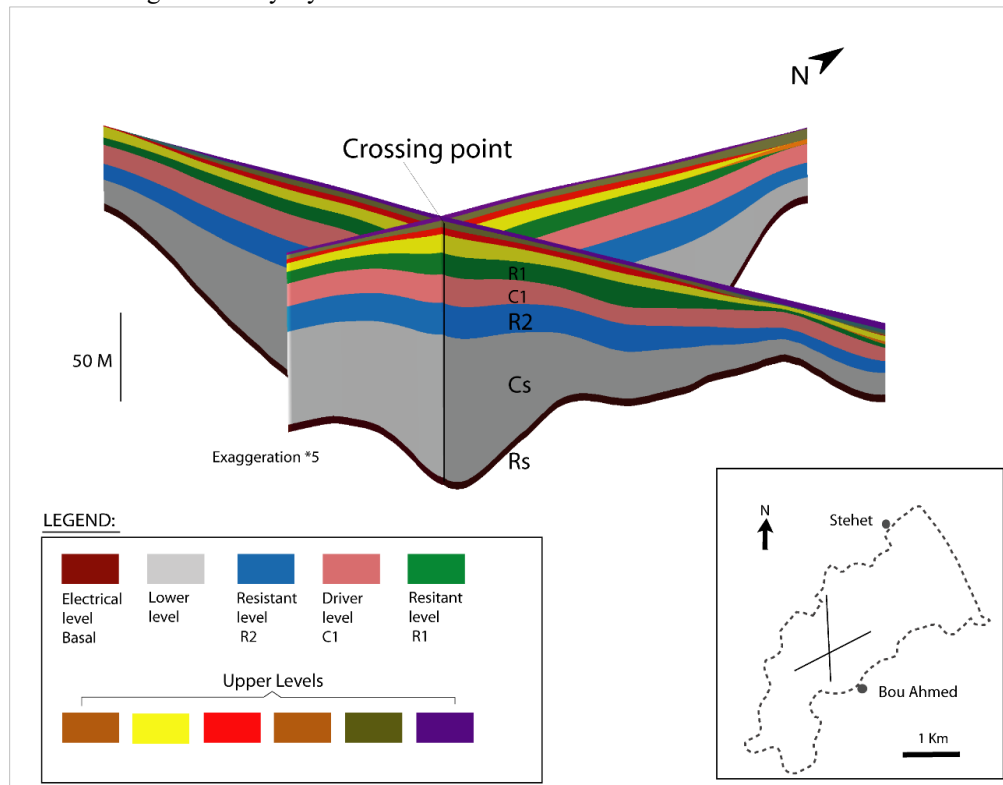 N
Crossing point
R1
C1
R2
50 M
Cs
Exaggeration *5
Rs
LEGEND:
Electrical
level
Basal
Lower
level
Resistant
level
R2
Driver
level
C1
Resitant
level
R1
Upper Levels
N
Stehet
Bou Ahmed
1 Km